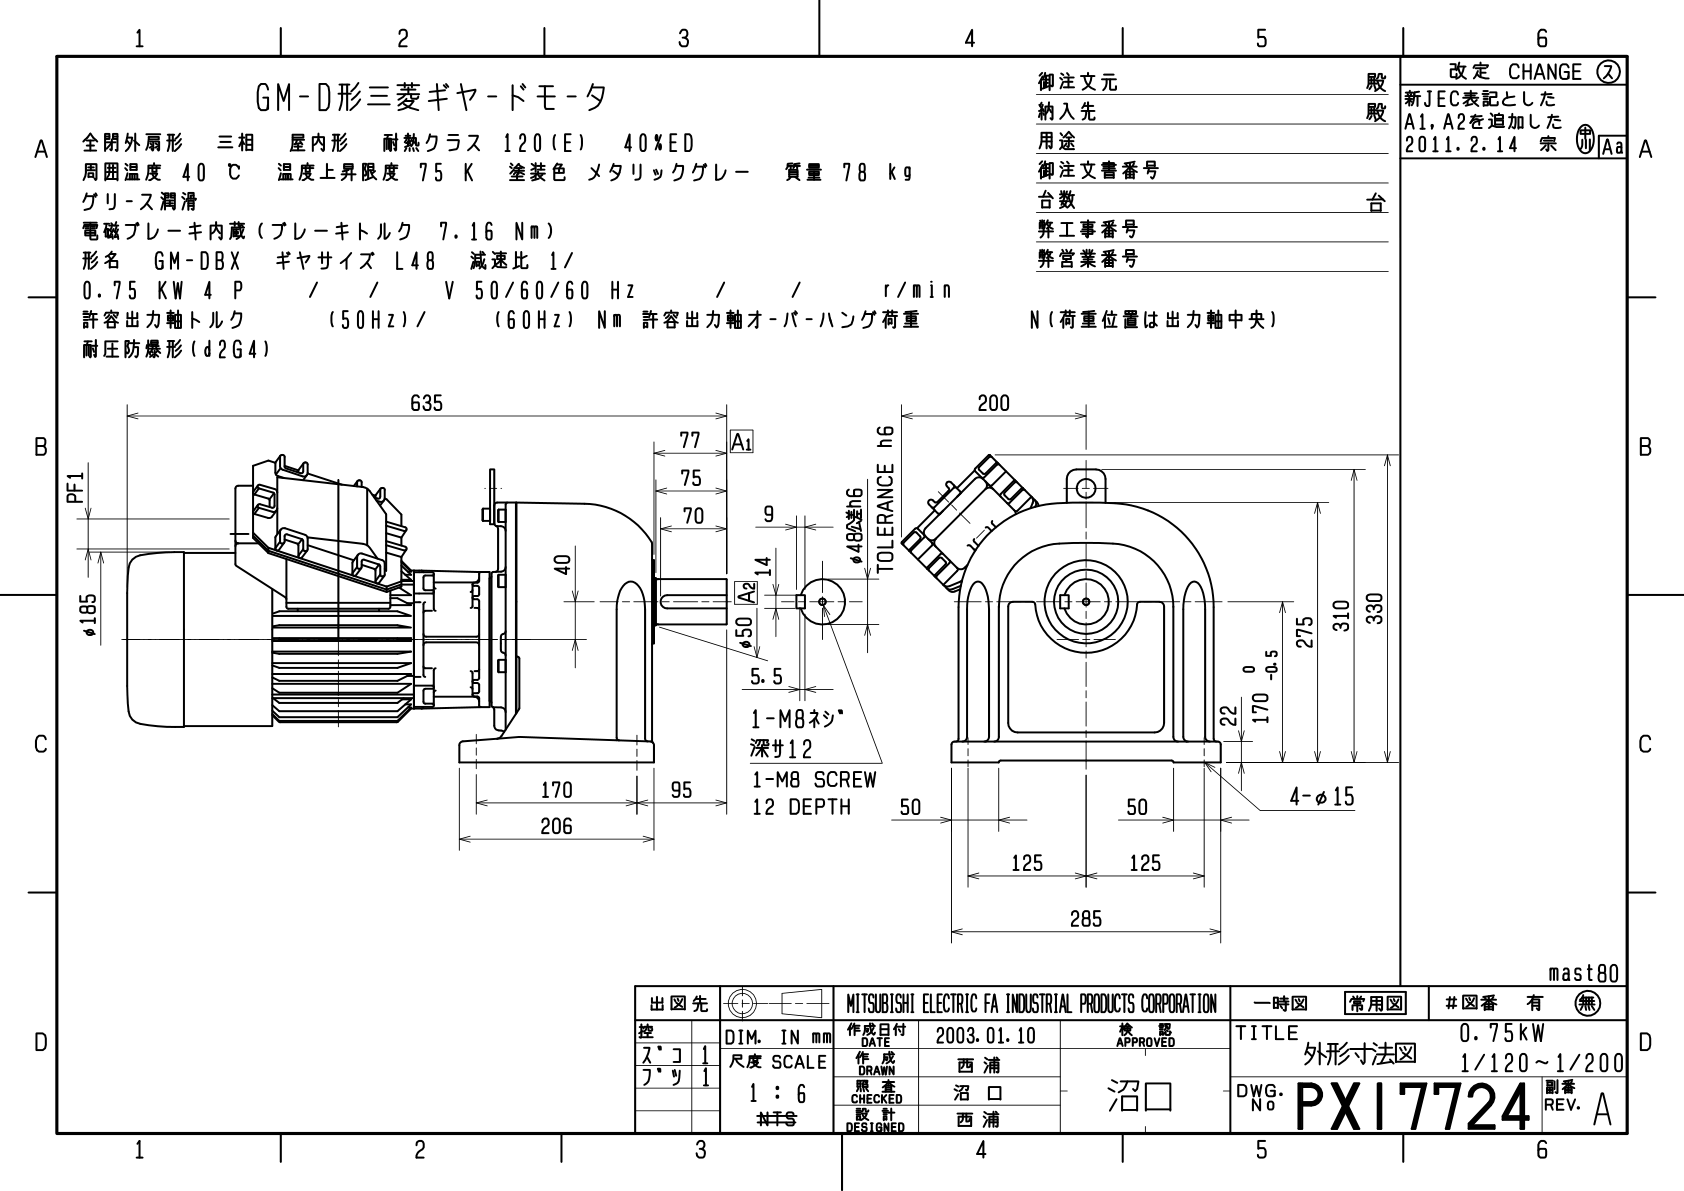 1 2 3 4 5 6
A B C D
GM-D形三菱ギヤ-ドモ-タ
全閉外扇形 三相 屋内形 耐熱クラス 120(E) 40%ED
周囲温度 40 ℃ 温度上昇限度 75 K 塗装色 メタリックグレー 質量 78 kg
グリ-ス潤滑
電磁ブレーキ内蔵(ブレーキトルク 7.16 Nm)
形名 GM-DBX ギヤサイズ L48 減速比 1/
0.75 KW 4 P / / V 50/60/60 Hz / / r/min
許容出力軸トルク (50Hz)/ (60Hz) Nm 許容出力軸オ-バ-ハング荷重 N(荷重位置は出力軸中央)
耐圧防爆形(d2G4)
御注文元 殿
納入先 殿
用途
御注文書番号
台数 台
弊工事番号
弊営業番号
改定 CHANGE ス
新JEC表記とした
A1,A2を追加した
2011.2.14 宗 Aa
A B C D
635
77 A1
75
70
PF1
φ185
40
A2
φ50
9
14
5.5
φ48公差h6
TOLERANCE h6
1-M8ネジ
深サ12
1-M8 SCREW
12 DEPTH
170 95
206
200
22
170 0 -0.5
275
310
330
4-φ15
50 50
125 125
285
mast80
出図先
控
ズコ 1
ブツ 1
DIM. IN mm
尺度 SCALE
1 : 6
NTS
MITSUBISHI ELECTRIC FA INDUSTRIAL PRODUCTS CORPORATION
作成日付 DATE 2003.01.10
作成 DRAWN 西浦
照査 CHECKED 沼口
設計 DESIGNED 西浦
検認 APPROVED
沼口
一時図 常用図 #図番 有 無
TITLE 外形寸法図
0.75kW
1/120~1/200
DWG. No PX17724
副番 REV. A
1 2 3 4 5 6